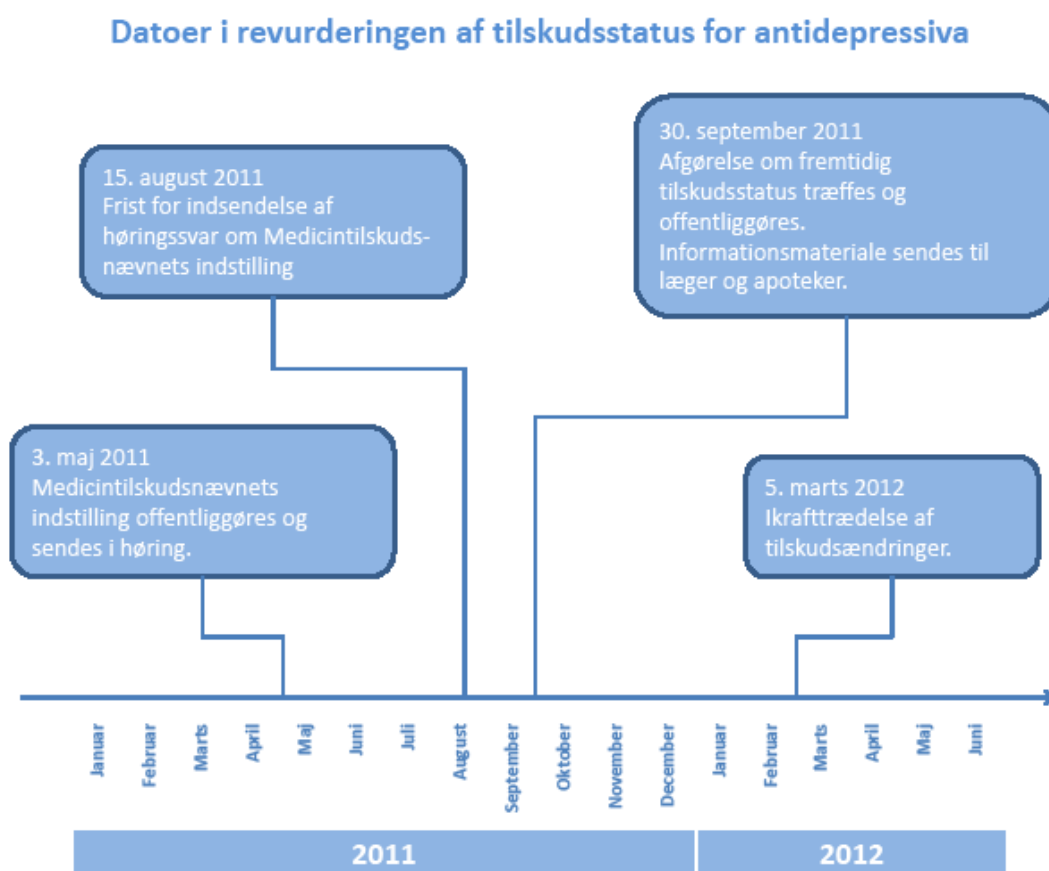 Datoer i revurderingen af tilskudsstatus for antidepressiva
15. august 2011
Frist for indsendelse af
høringssvar om Medicintilskuds-
nævnets indstilling
30. september 2011
Afgørelse om fremtidig
tilskudsstatus træffes og
offentliggøres.
Informationsmateriale sendes til
læger og apoteker.
3. maj 2011
Medicintilskudsnævnets
indstilling offentliggøres og
sendes i høring.
5. marts 2012
Ikrafttrædelse af
tilskudsændringer.
Januar
Februar
Marts
April
Maj
Juni
Juli
August
September
Oktober
November
December
Januar
Februar
Marts
April
Maj
Juni
2011
2012